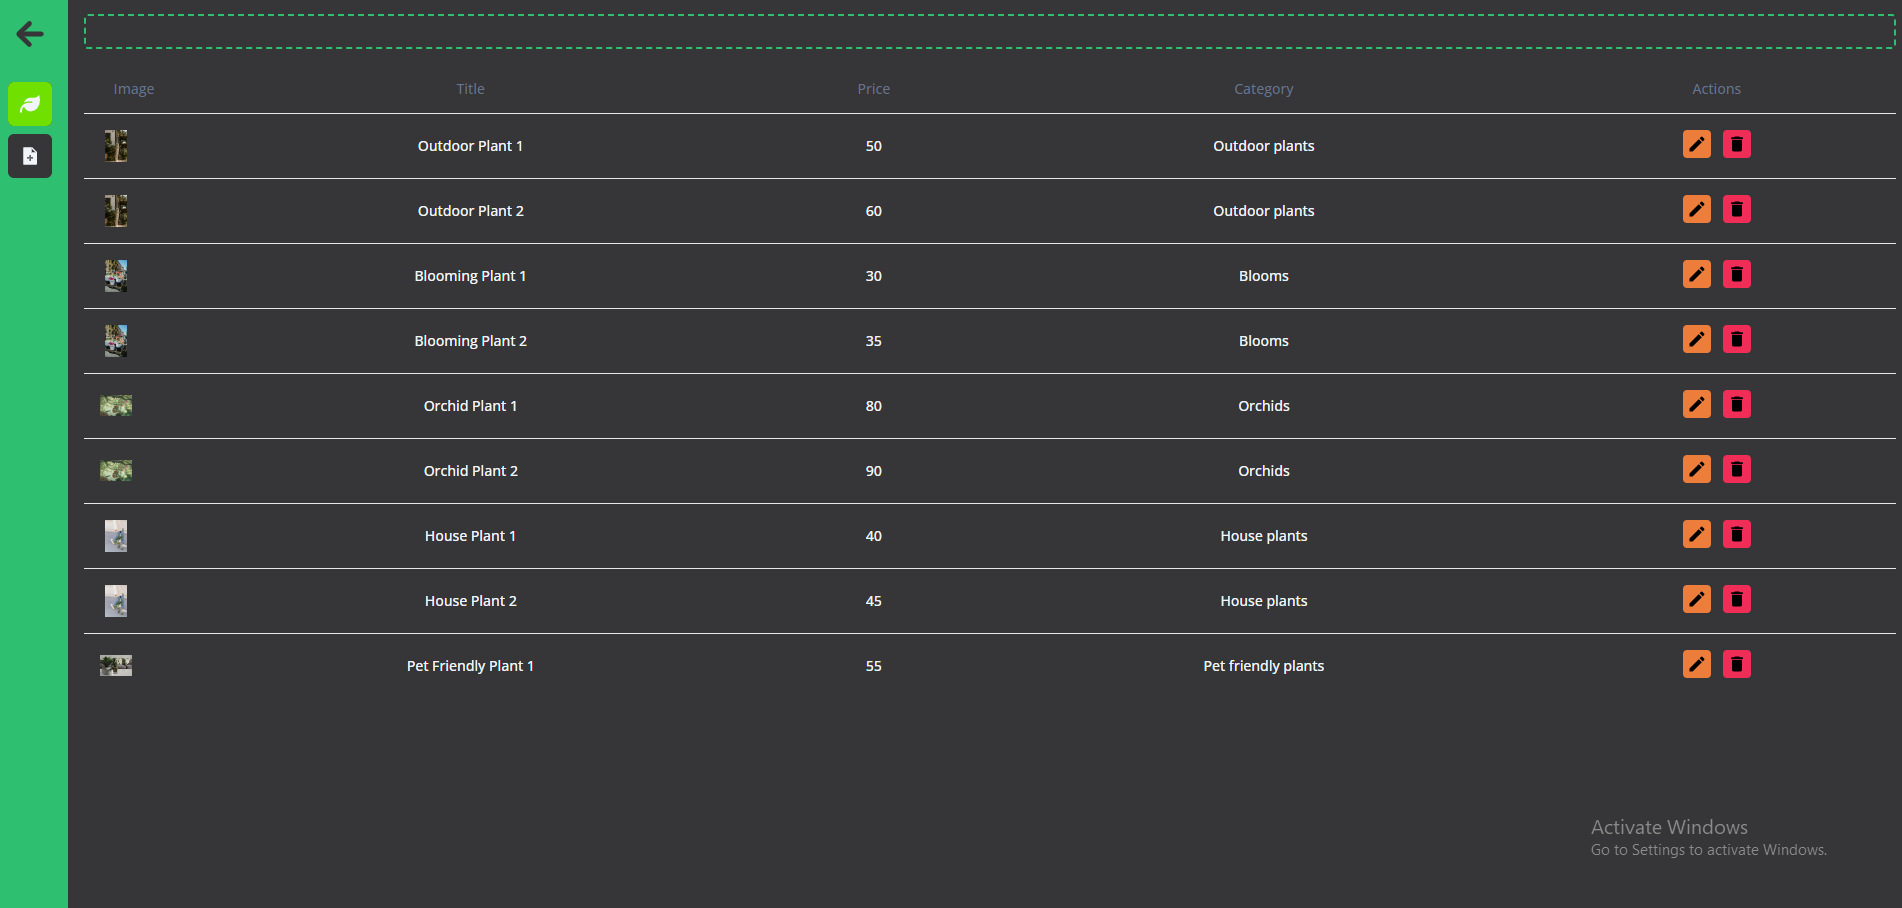 Image Title Price Category Actions
Outdoor Plant 1 50 Outdoor plants
Outdoor Plant 2 60 Outdoor plants
Blooming Plant 1 30 Blooms
Blooming Plant 2 35 Blooms
Orchid Plant 1 80 Orchids
Orchid Plant 2 90 Orchids
House Plant 1 40 House plants
House Plant 2 45 House plants
Pet Friendly Plant 1 55 Pet friendly plants
Activate Windows
Go to Settings to activate Windows.